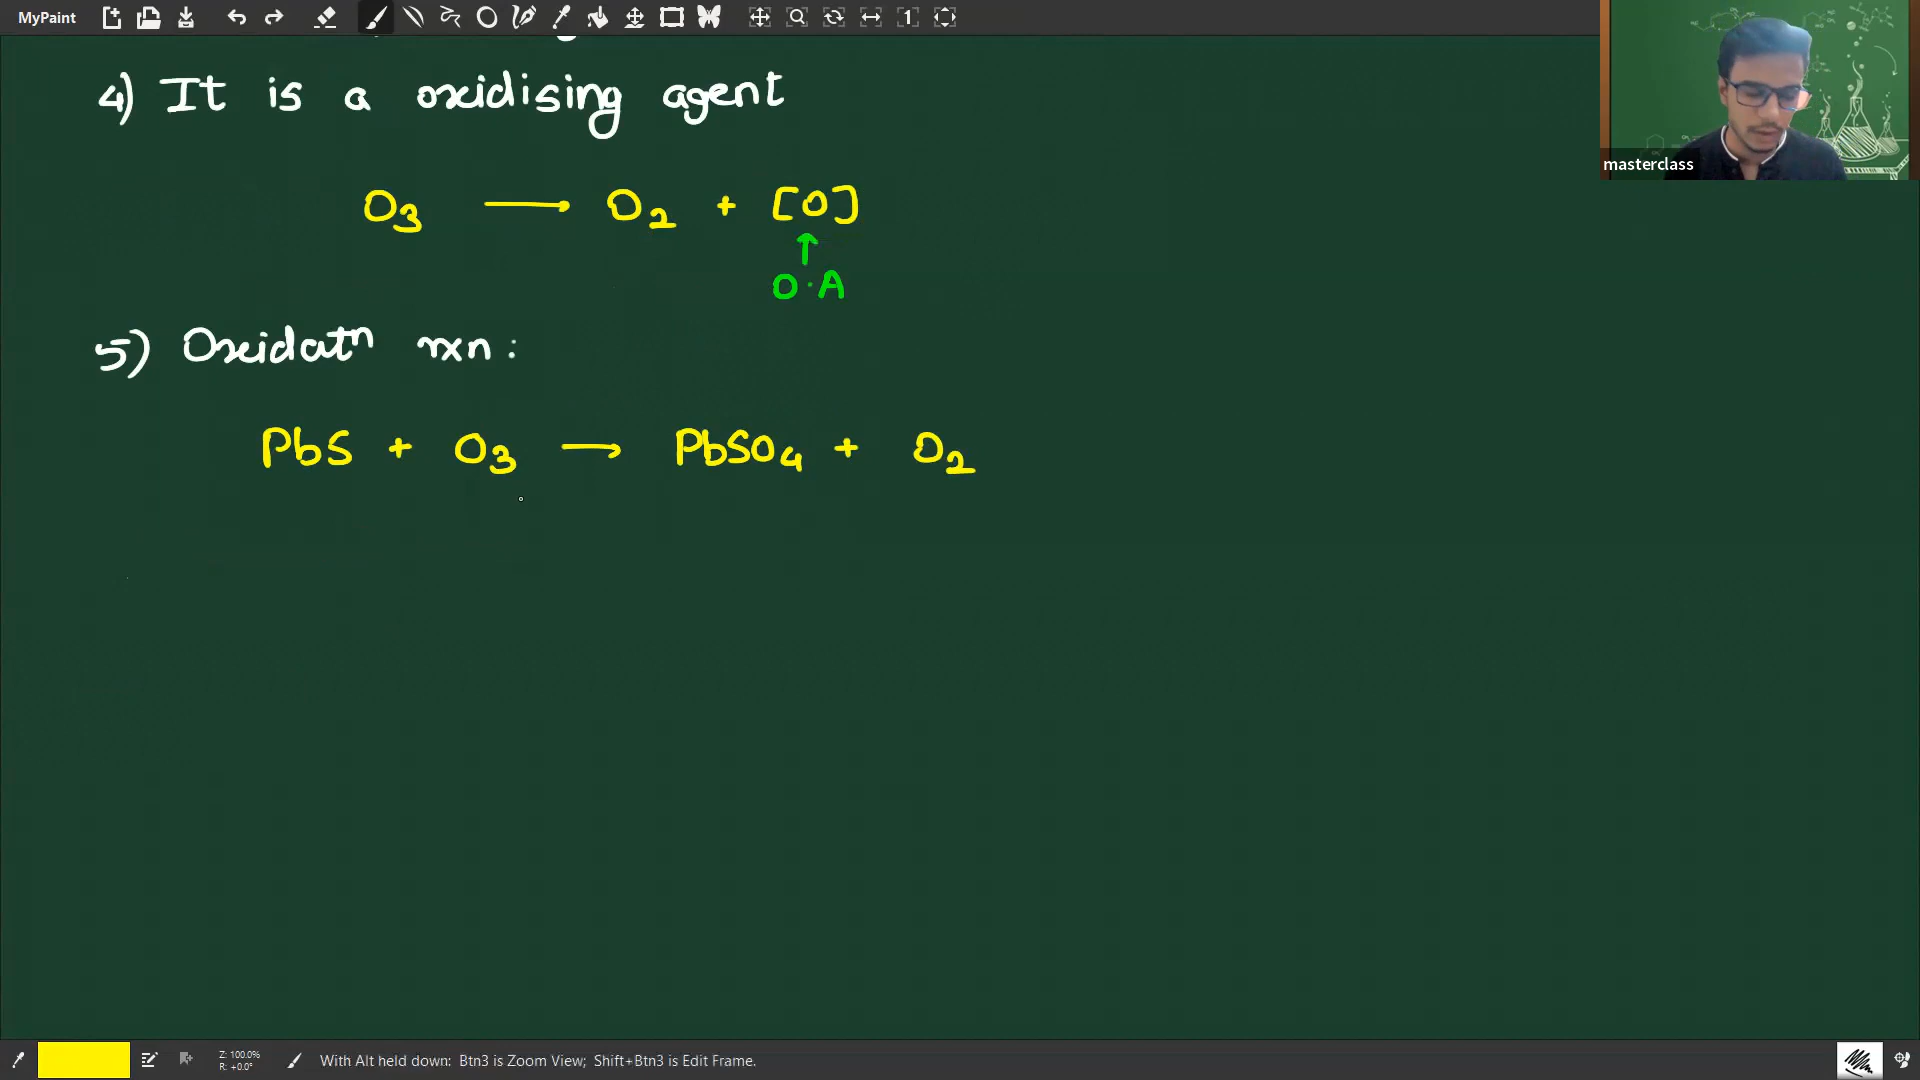 MyPaint
4) It is a oxidising agent
O₃ ⟶ O₂ + [O]
↑
O·A
5) Oxidatⁿ rxn:
PbS + O₃ ⟶ PbSO₄ + O₂
masterclass
Z: 100.0%
R: +0.0°
With Alt held down: Btn3 is Zoom View; Shift+Btn3 is Edit Frame.